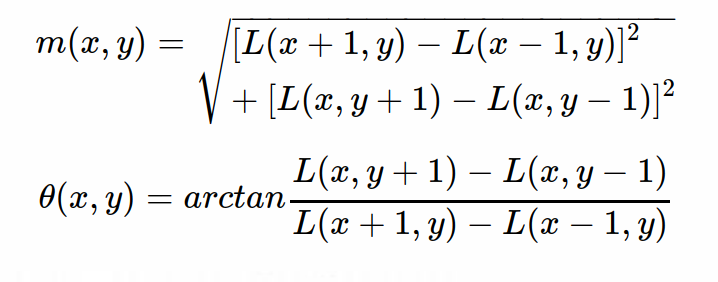 m(x, y) = √([L(x + 1, y) − L(x − 1, y)]²
+ [L(x, y + 1) − L(x, y − 1)]²)
θ(x, y) = arctan (L(x, y + 1) − L(x, y − 1)) / (L(x + 1, y) − L(x − 1, y))